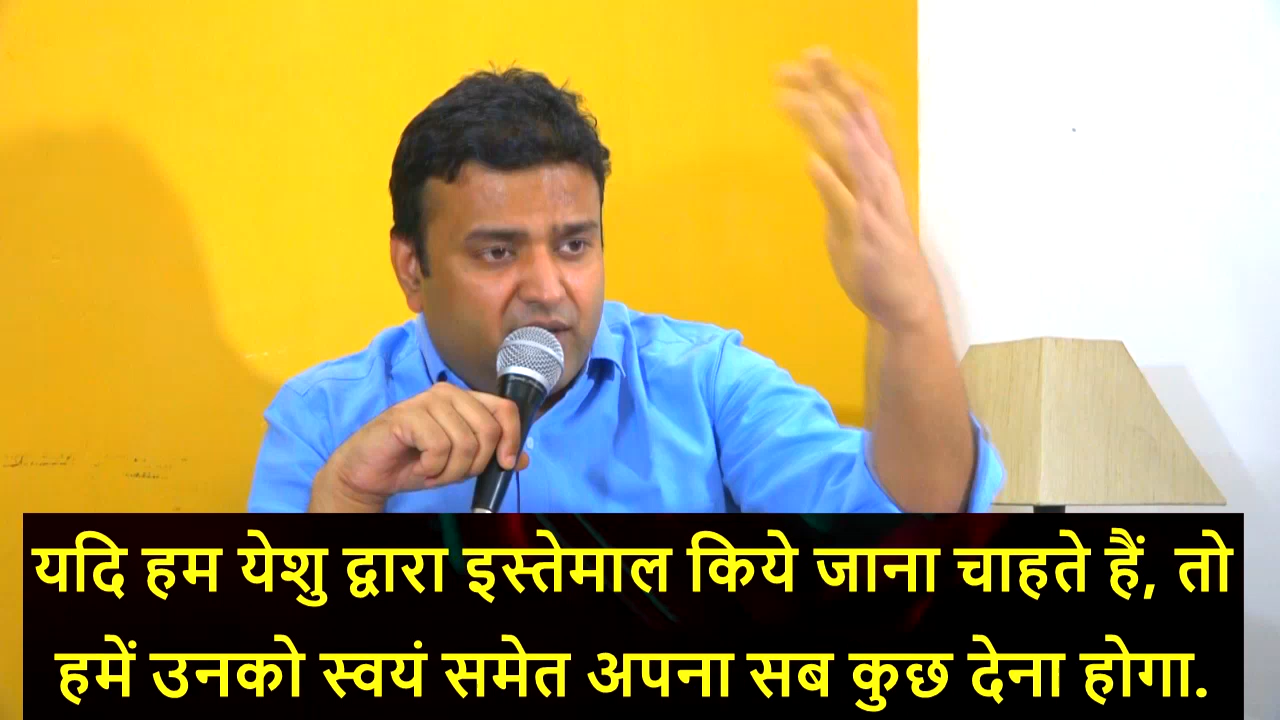 यदि हम येशु द्वारा इस्तेमाल किये जाना चाहते हैं, तो
हमें उनको स्वयं समेत अपना सब कुछ देना होगा.